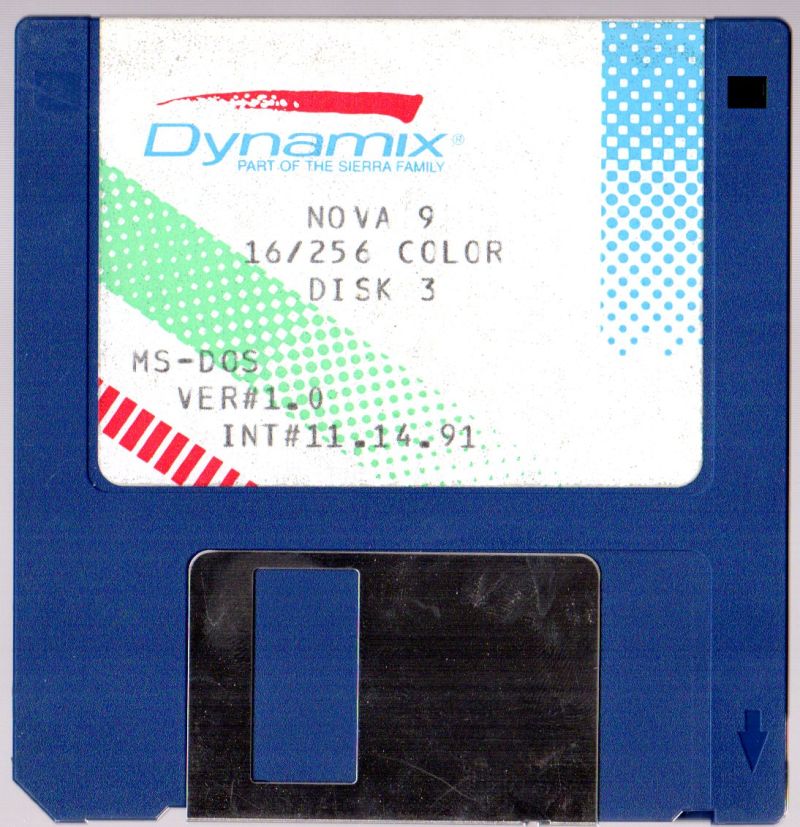 Dynamix®
PART OF THE SIERRA FAMILY
NOVA 9
16/256 COLOR
DISK 3
MS-DOS
VER#1.0
INT#11.14.91